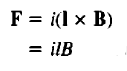 F = i(l × B)
= ilB